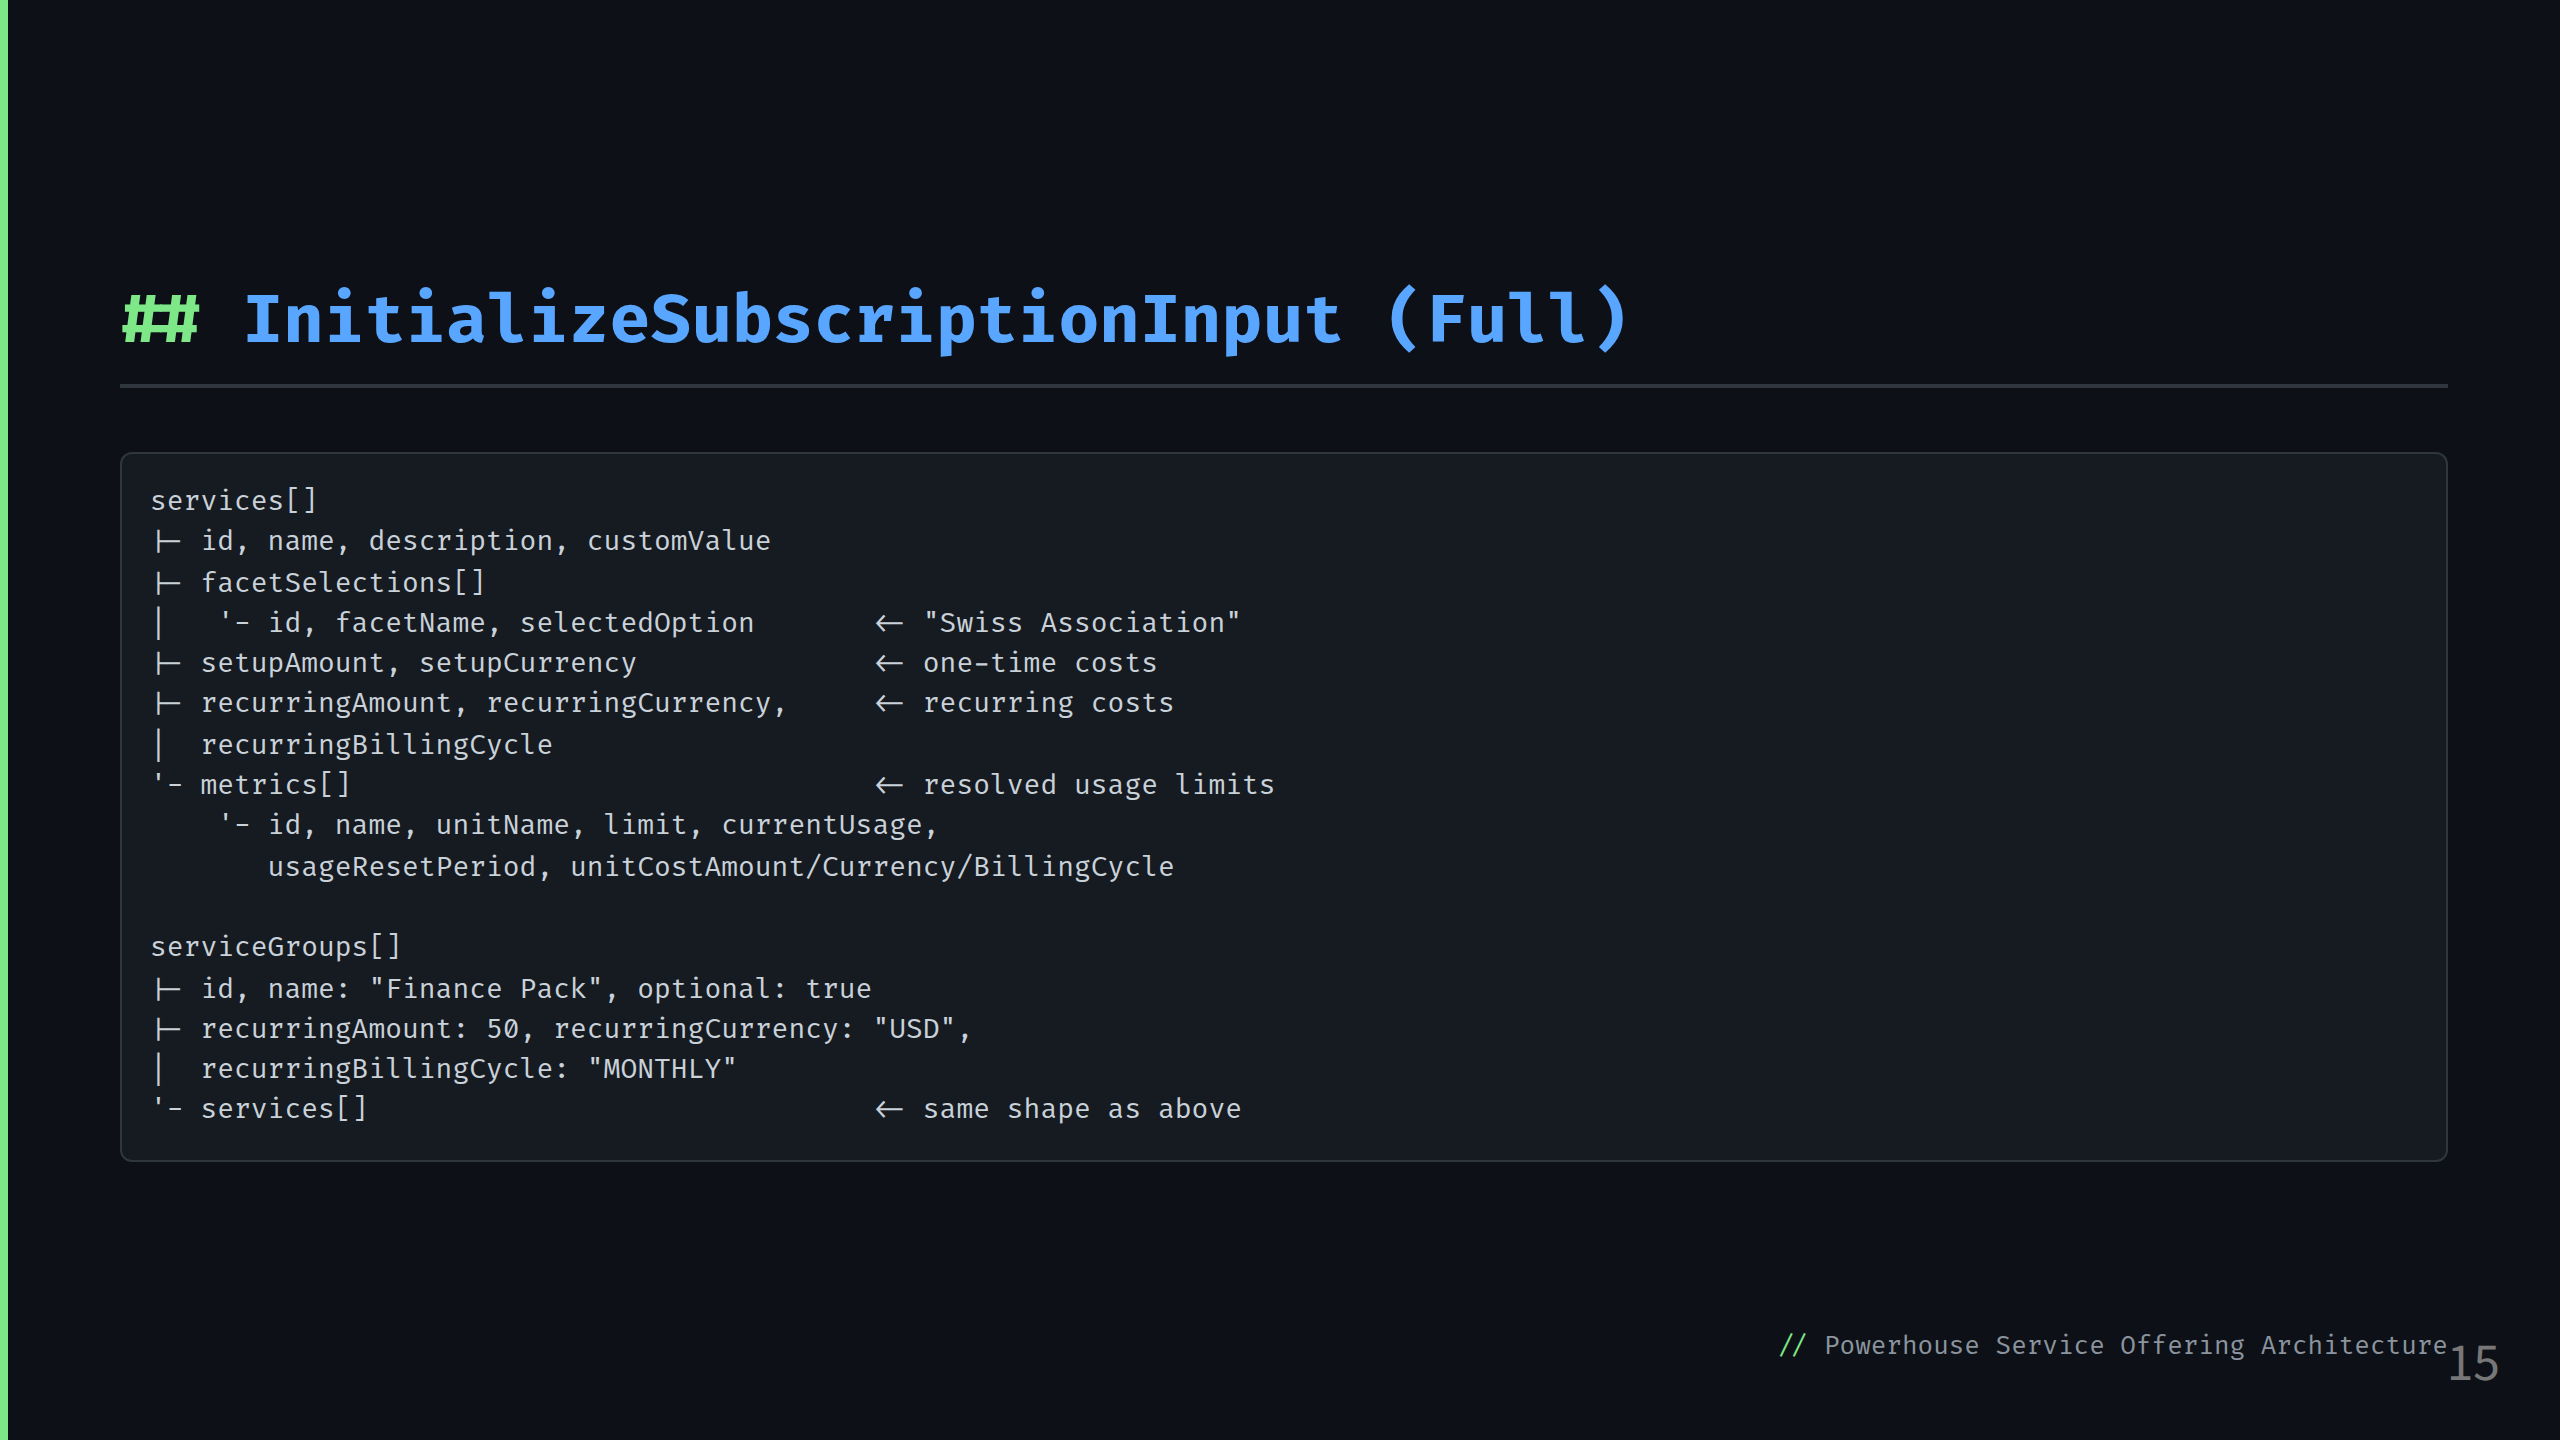 ## InitializeSubscriptionInput (Full)
services[]
├─ id, name, description, customValue
├─ facetSelections[]
│   '- id, facetName, selectedOption       <- "Swiss Association"
├─ setupAmount, setupCurrency              <- one-time costs
├─ recurringAmount, recurringCurrency,     <- recurring costs
│  recurringBillingCycle
'- metrics[]                               <- resolved usage limits
    '- id, name, unitName, limit, currentUsage,
       usageResetPeriod, unitCostAmount/Currency/BillingCycle
serviceGroups[]
├─ id, name: "Finance Pack", optional: true
├─ recurringAmount: 50, recurringCurrency: "USD",
│  recurringBillingCycle: "MONTHLY"
'- services[]                              <- same shape as above
// Powerhouse Service Offering Architecture
15